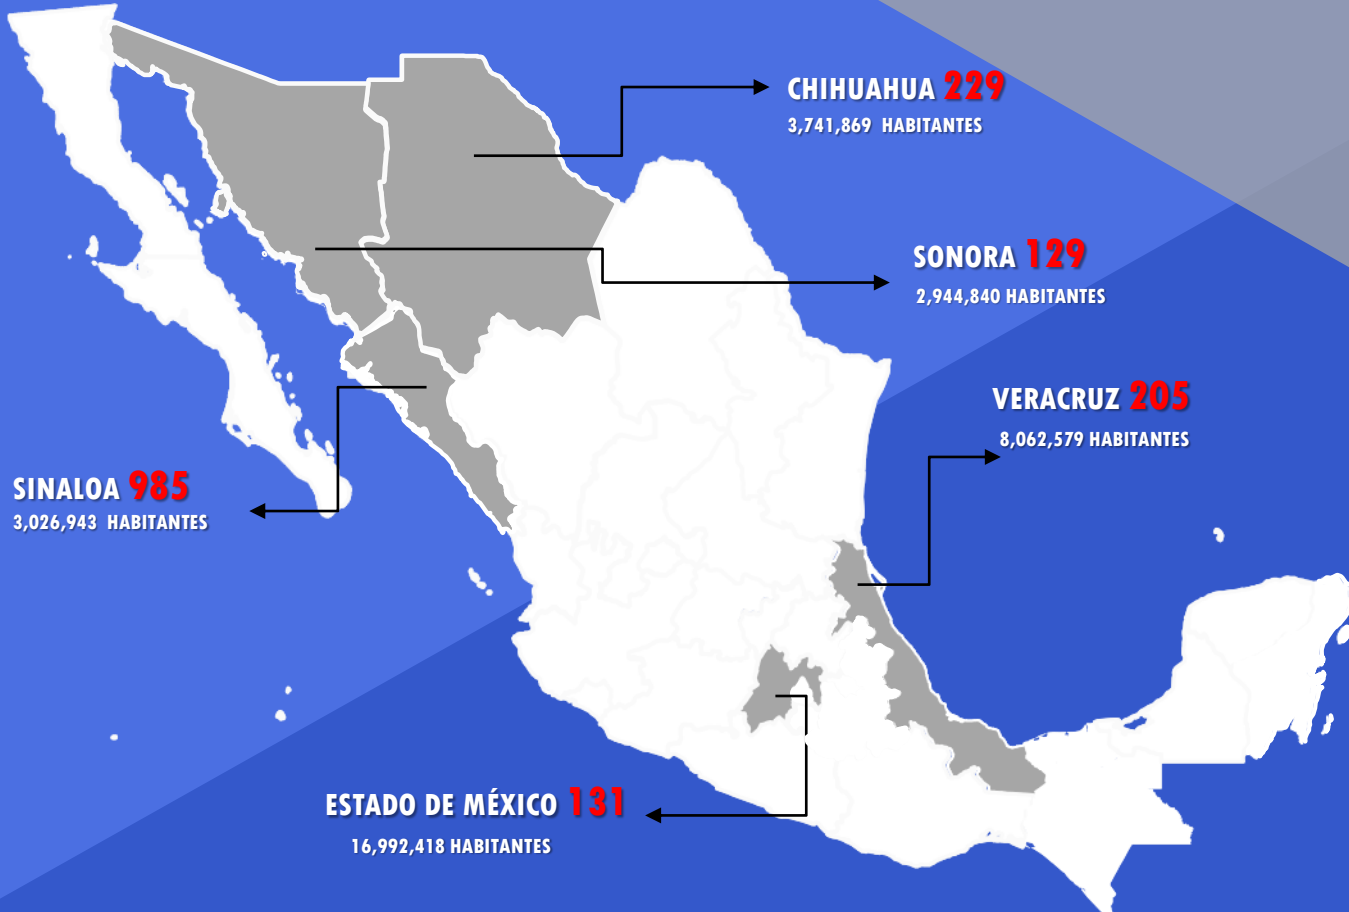 CHIHUAHUA 229
3,741,869 HABITANTES
SONORA 129
2,944,840 HABITANTES
VERACRUZ 205
8,062,579 HABITANTES
SINALOA 985
3,026,943 HABITANTES
ESTADO DE MÉXICO 131
16,992,418 HABITANTES